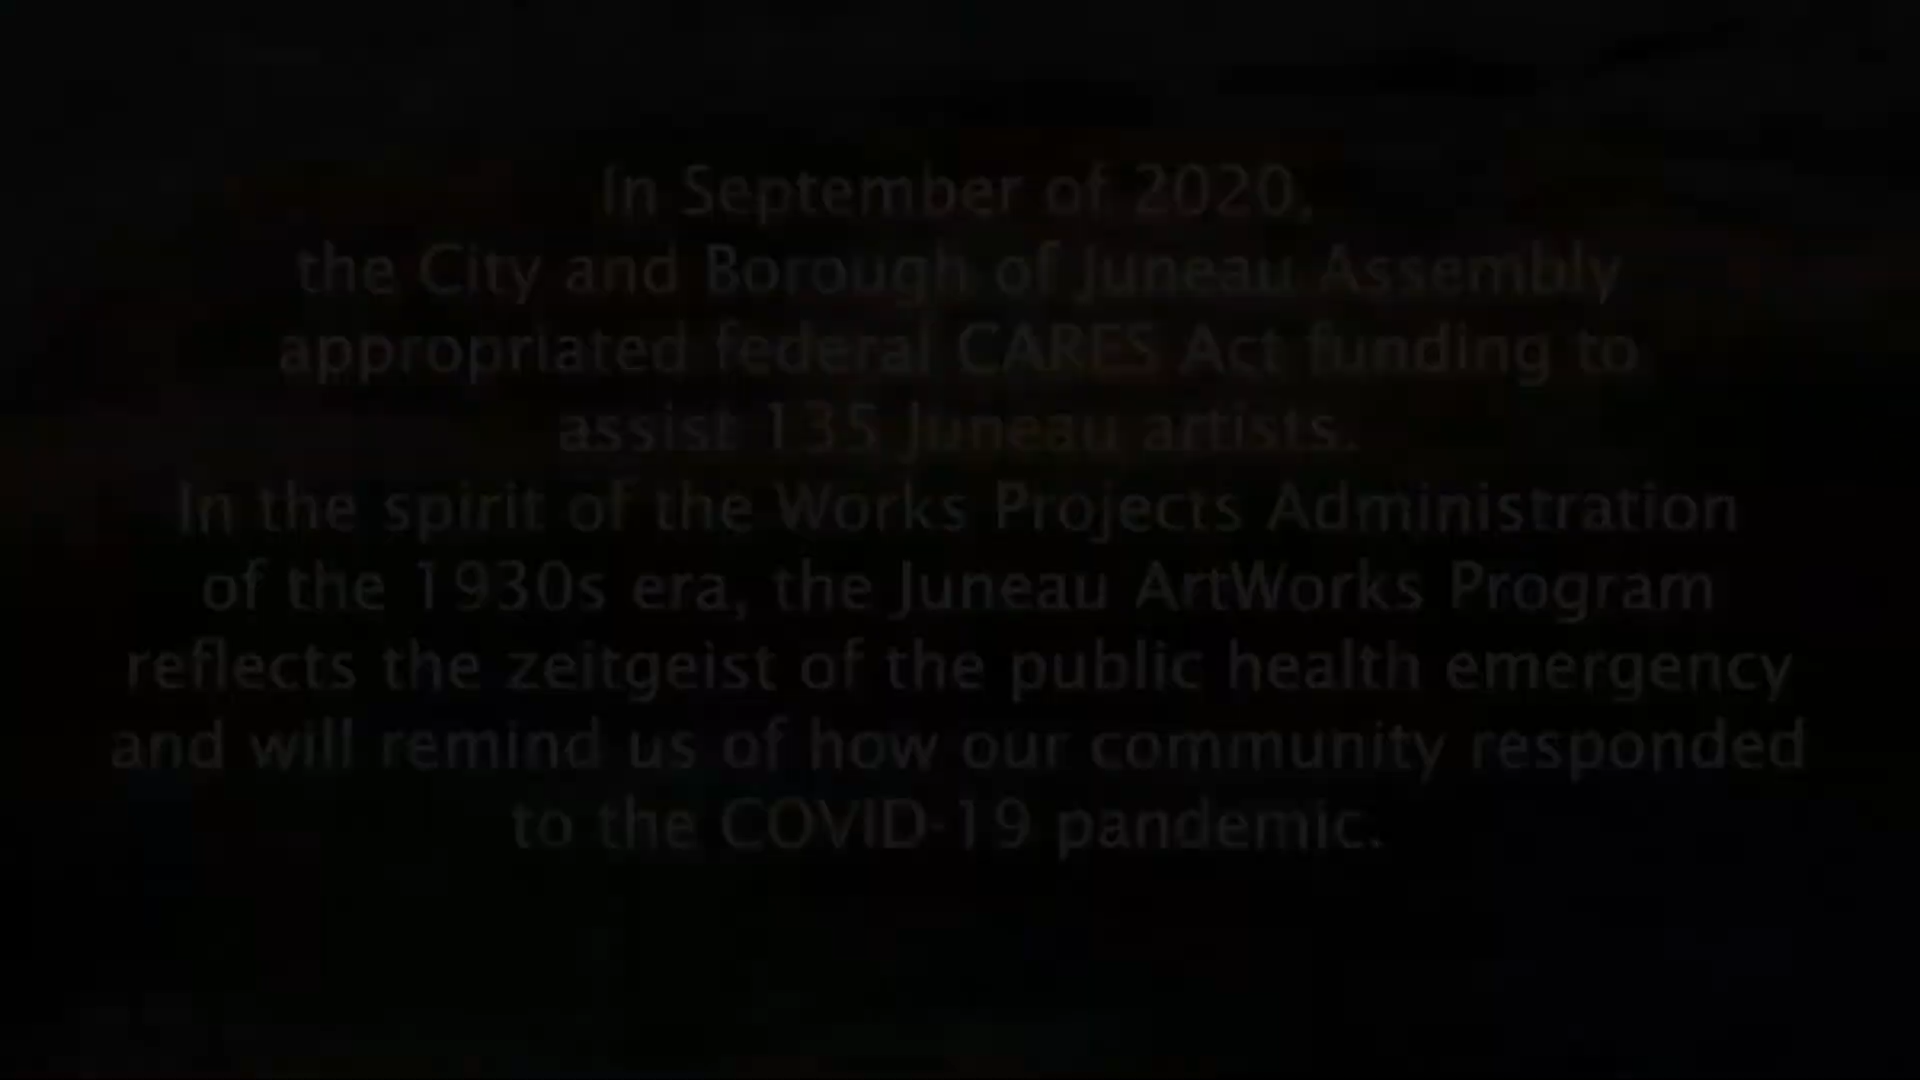 In September of 2020,
the City and Borough of Juneau Assembly
appropriated federal CARES Act funding to
assist 135 Juneau artists.
In the spirit of the Works Projects Administration
of the 1930s era, the Juneau ArtWorks Program
reflects the zeitgeist of the public health emergency
and will remind us of how our community responded
to the COVID-19 pandemic.